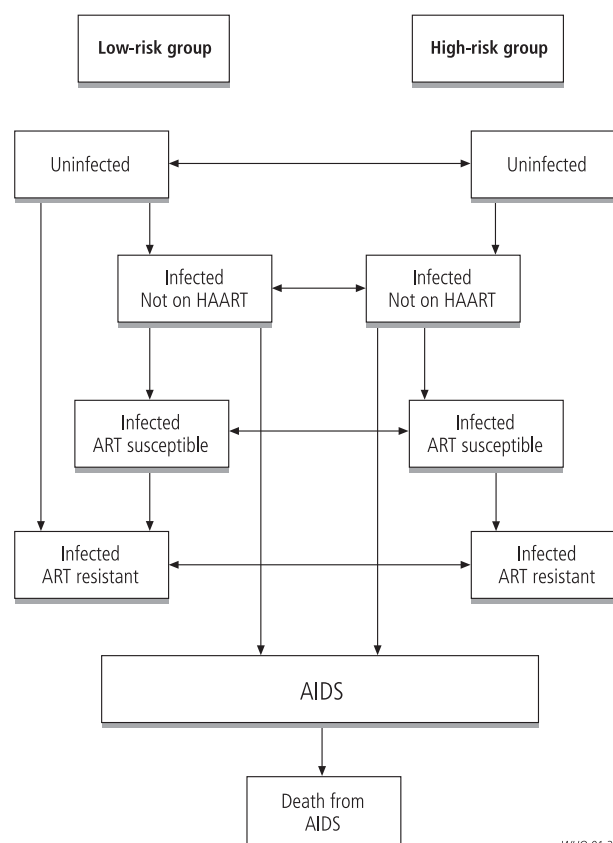 Low-risk group
High-risk group
Uninfected
Uninfected
Infected
Not on HAART
Infected
Not on HAART
Infected
ART susceptible
Infected
ART susceptible
Infected
ART resistant
Infected
ART resistant
AIDS
Death from
AIDS